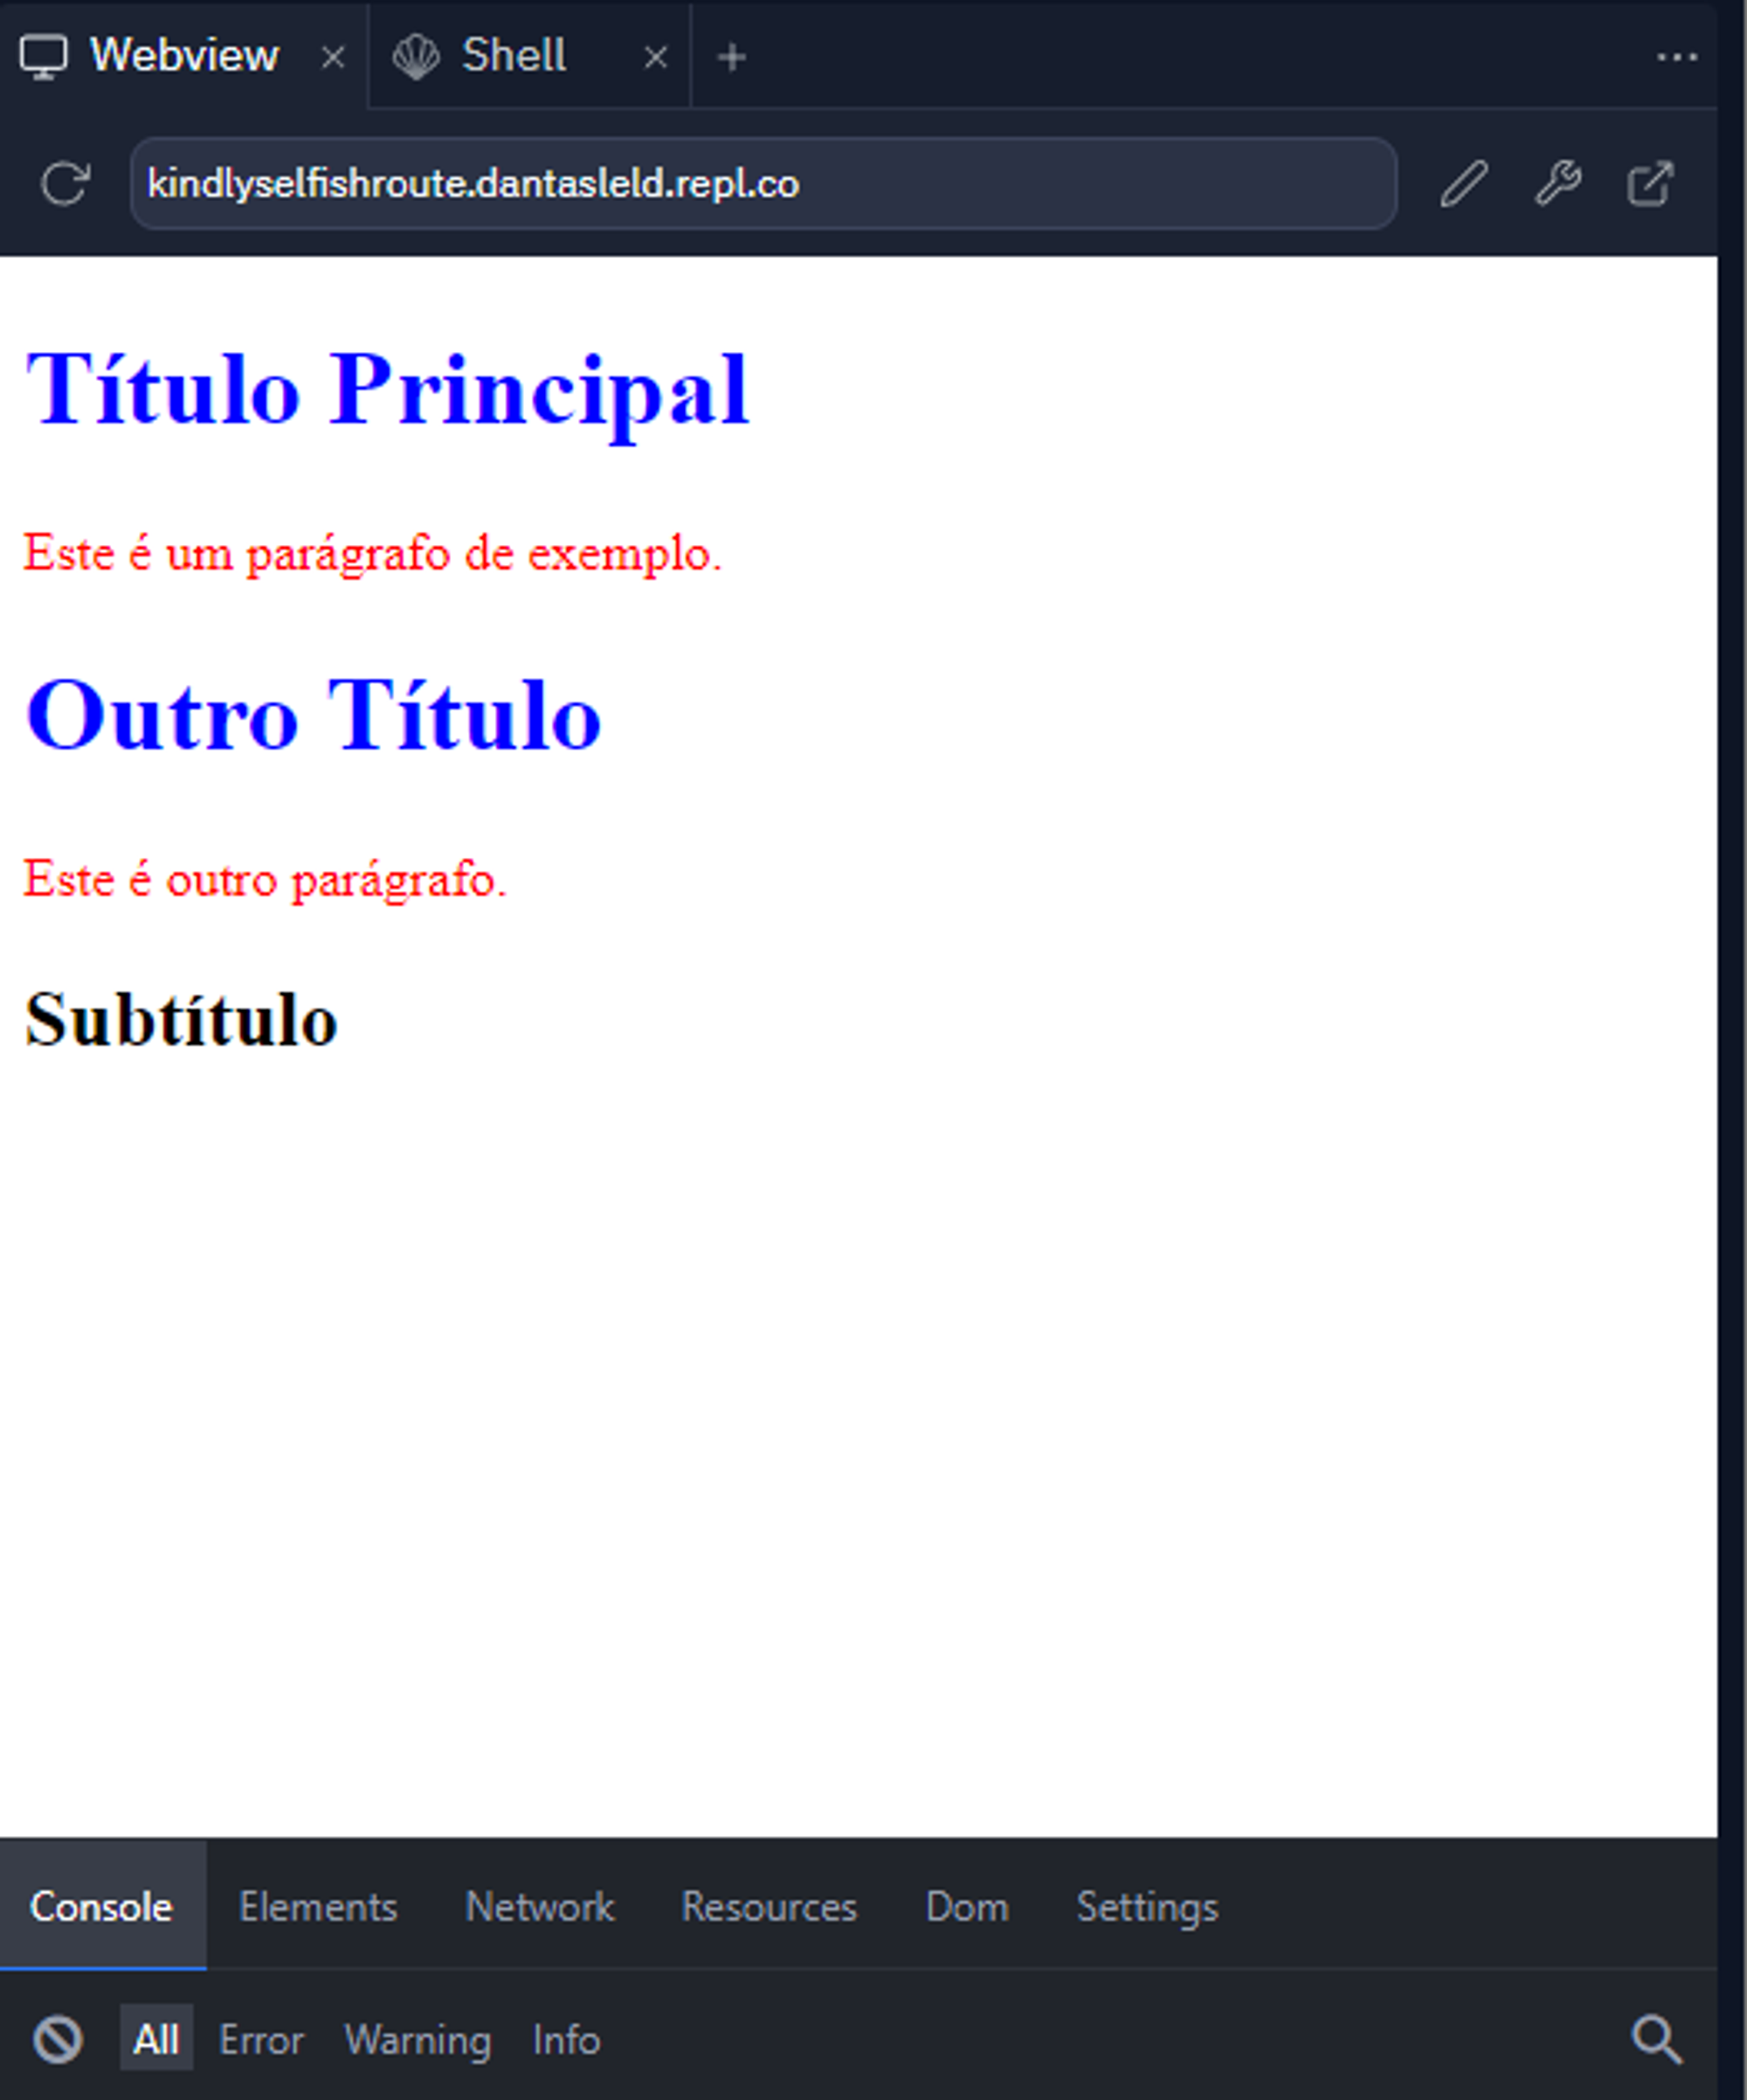 Webview Shell
kindlyselfishroute.dantasleld.repl.co
Título Principal
Este é um parágrafo de exemplo.
Outro Título
Este é outro parágrafo.
Subtítulo
Console Elements Network Resources Dom Settings
All Error Warning Info